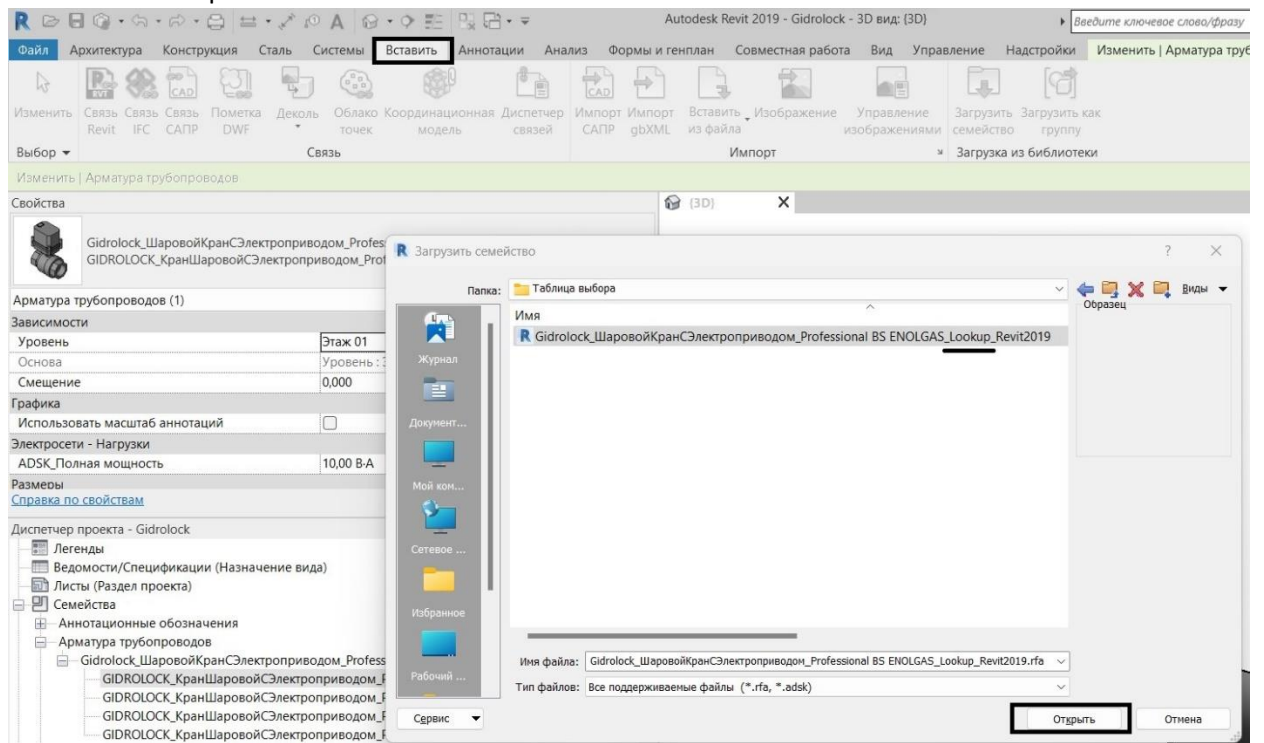 Autodesk Revit 2019 - Gidrolock - 3D вид: {3D}
Введите ключевое слово/фразу
Файл Архитектура Конструкция Сталь Системы Вставить Аннотации Анализ Формы и генплан Совместная работа Вид Управление Надстройки Изменить | Арматура труб
Изменить Связь Revit Связь IFC Связь САПР Пометка DWF Деколь Облако точек Координационная модель Диспетчер связей Импорт САПР Импорт gbXML Вставить из файла Изображение Управление изображениями Загрузить семейство Загрузить как группу
Выбор Связь Импорт Загрузка из библиотеки
Изменить | Арматура трубопроводов
Свойства
{3D}
Gidrolock_ШаровойКранСЭлектроприводом_Profes
GIDROLOCK_КранШаровойСЭлектроприводом_Prof
Арматура трубопроводов (1)
Зависимости
Уровень Этаж 01
Основа Уровень :
Смещение 0,000
Графика
Использовать масштаб аннотаций
Электросети - Нагрузки
ADSK_Полная мощность 10,00 В·А
Размеры
Справка по свойствам
Диспетчер проекта - Gidrolock
Легенды
Ведомости/Спецификации (Назначение вида)
Листы (Раздел проекта)
Семейства
Аннотационные обозначения
Арматура трубопроводов
Gidrolock_ШаровойКранСЭлектроприводом_Profess
GIDROLOCK_КранШаровойСЭлектроприводом_P
GIDROLOCK_КранШаровойСЭлектроприводом_P
GIDROLOCK_КранШаровойСЭлектроприводом_P
GIDROLOCK_КранШаровойСЭлектроприводом_P
Загрузить семейство
Папка: Таблица выбора
Виды
Образец
Имя
Gidrolock_ШаровойКранСЭлектроприводом_Professional BS ENOLGAS_Lookup_Revit2019
Журнал
Документ...
Мой ком...
Сетевое ...
Избранное
Рабочий ...
Имя файла: Gidrolock_ШаровойКранСЭлектроприводом_Professional BS ENOLGAS_Lookup_Revit2019.rfa
Тип файлов: Все поддерживаемые файлы (*.rfa, *.adsk)
Сервис
Открыть
Отмена